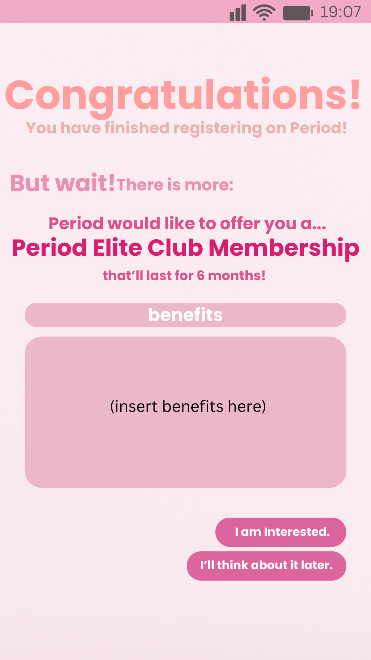 19:07
Congratulations!
You have finished registering on Period!
But wait! There is more:
Period would like to offer you a...
Period Elite Club Membership
that'll last for 6 months!
benefits
(insert benefits here)
I am Interested.
I'll think about it later.